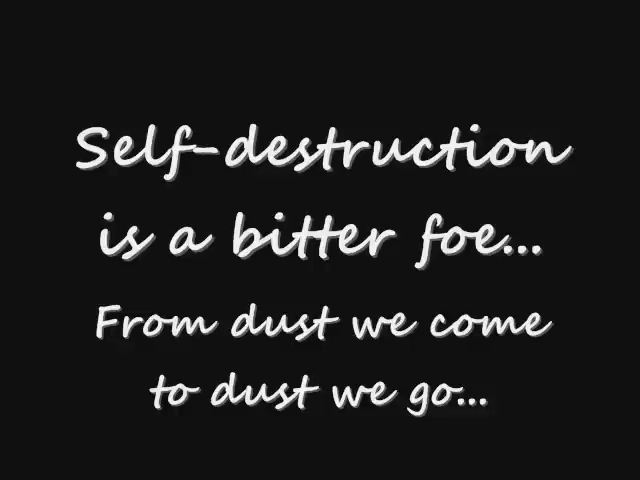 Self-destruction
is a bitter foe...
From dust we come
to dust we go...